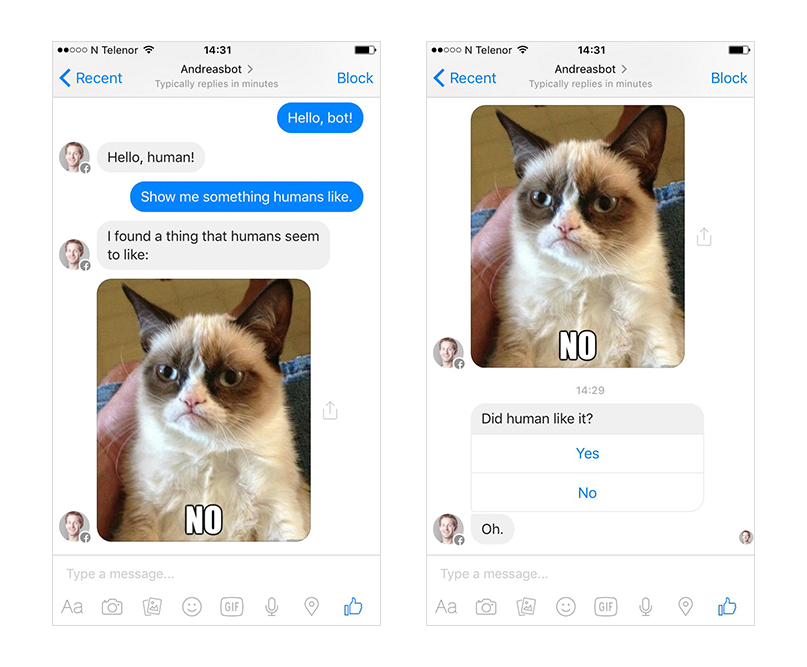 N Telenor 14:31
Andreasbot >
Recent
Block
Typically replies in minutes
Hello, bot!
Hello, human!
Show me something humans like.
I found a thing that humans seem
to like:
NO
Type a message...
Aa GIF
N Telenor 14:31
Andreasbot >
Recent
Block
Typically replies in minutes
NO
14:29
Did human like it?
Yes
No
Oh.
Type a message...
Aa GIF